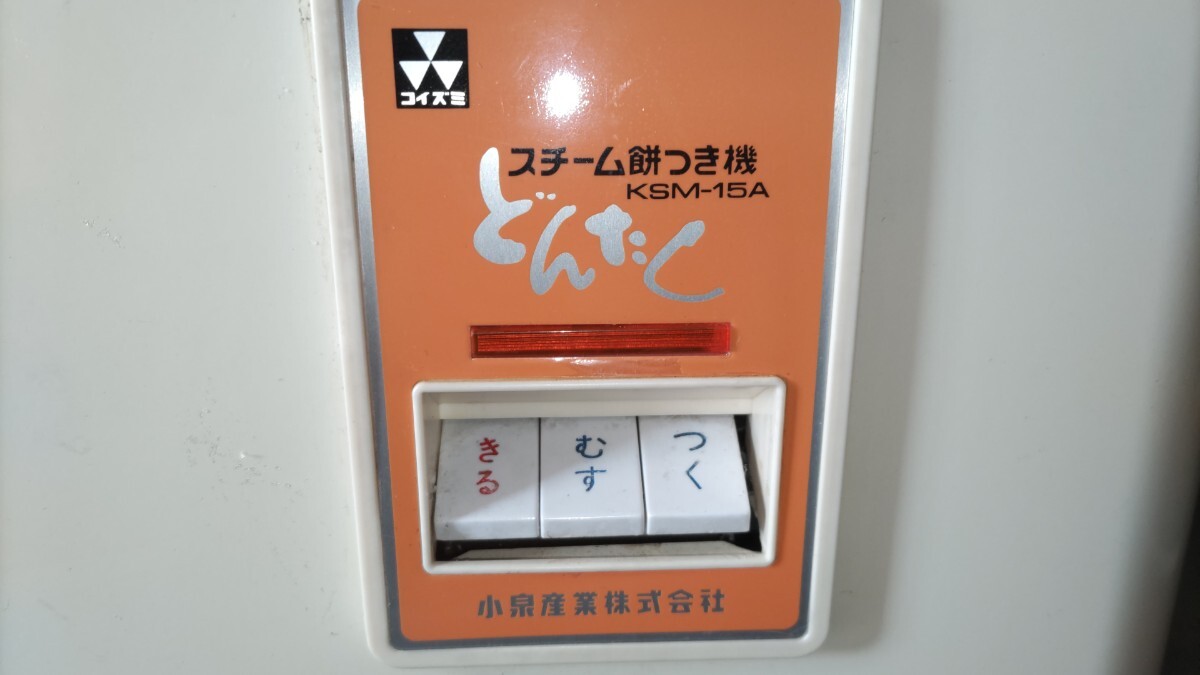 コイズミ
スチーム餅つき機
KSM-15A
どんたく
きる
むす
つく
小泉産業株式会社